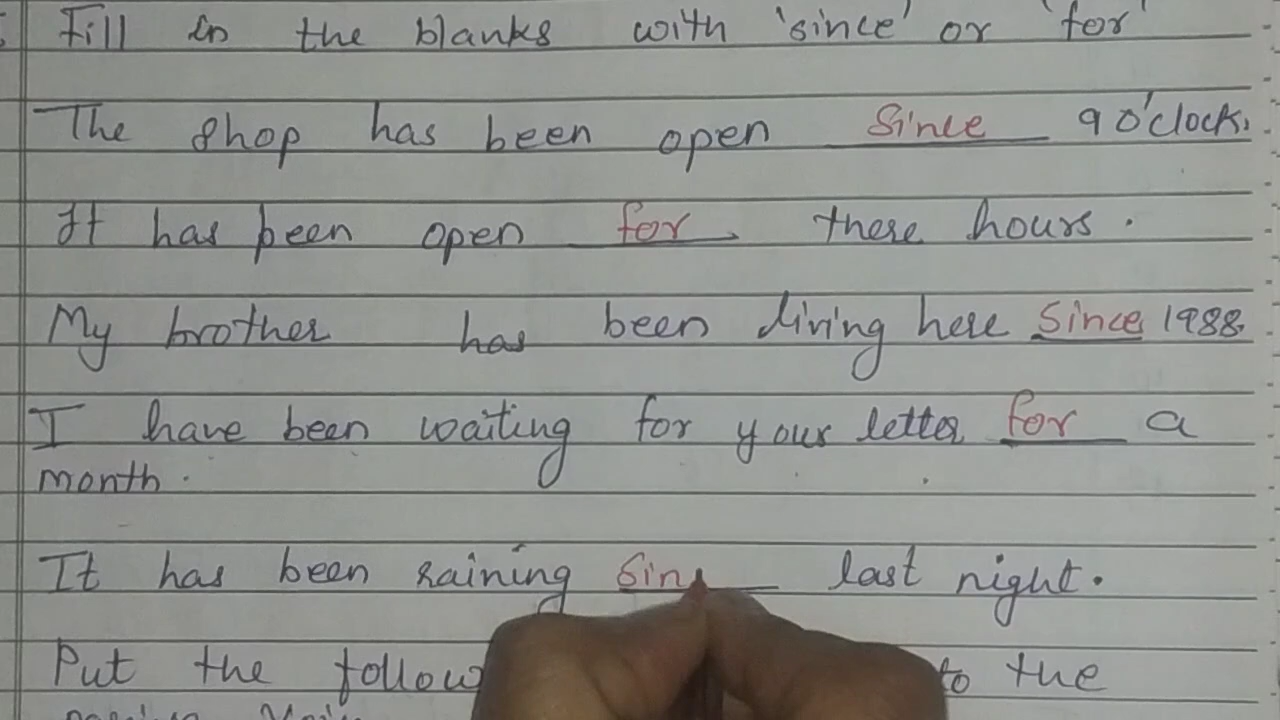 Fill in the blanks with 'since' or 'for'
The shop has been open Since 9 o'clock.
It has been open for these hours.
My brother has been living here Since 1988.
I have been waiting for your letter for a
month.
It has been raining Sin last night.
Put the follow to the